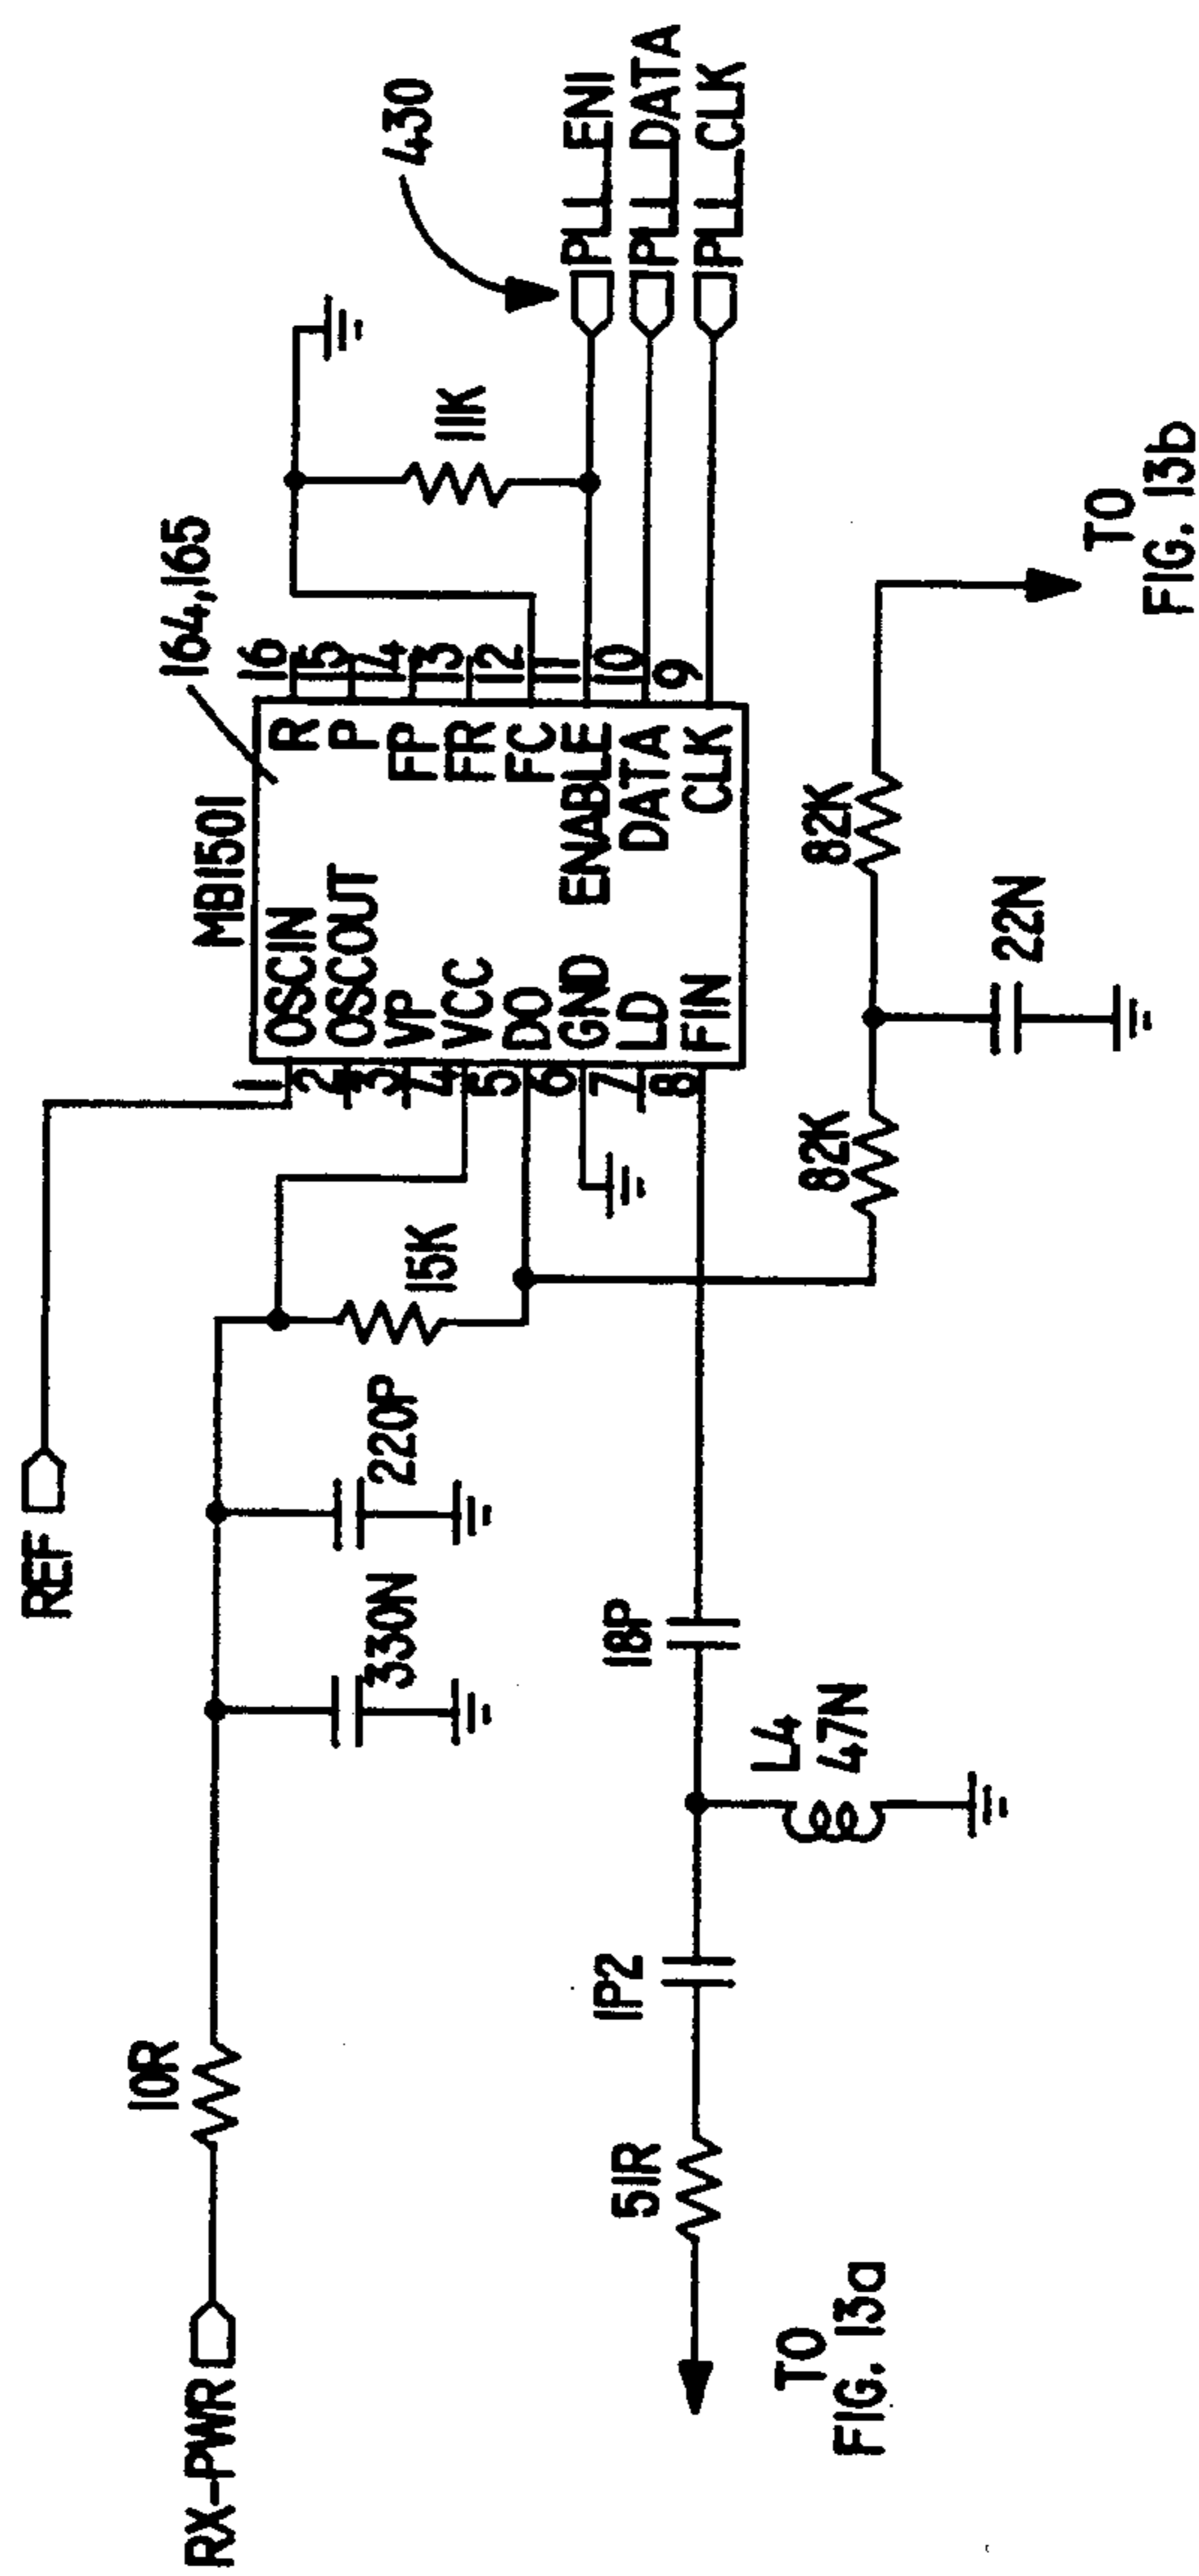 REF
RX-PWR
10R
330N
220P
15K
MB1501
164,165
430
1
2
3
4
5
6
7
8
OSCIN
OSCOUT
VP
VCC
DO
GND
LD
FIN
R
P
FP
FR
FC
ENABLE
DATA
CLK
16
15
14
13
12
11
10
9
11K
PLL_EN1
PLL_DATA
PLL_CLK
51R
1P2
L4
47N
18P
82K
22N
82K
TO
FIG. 13a
TO
FIG. 13b